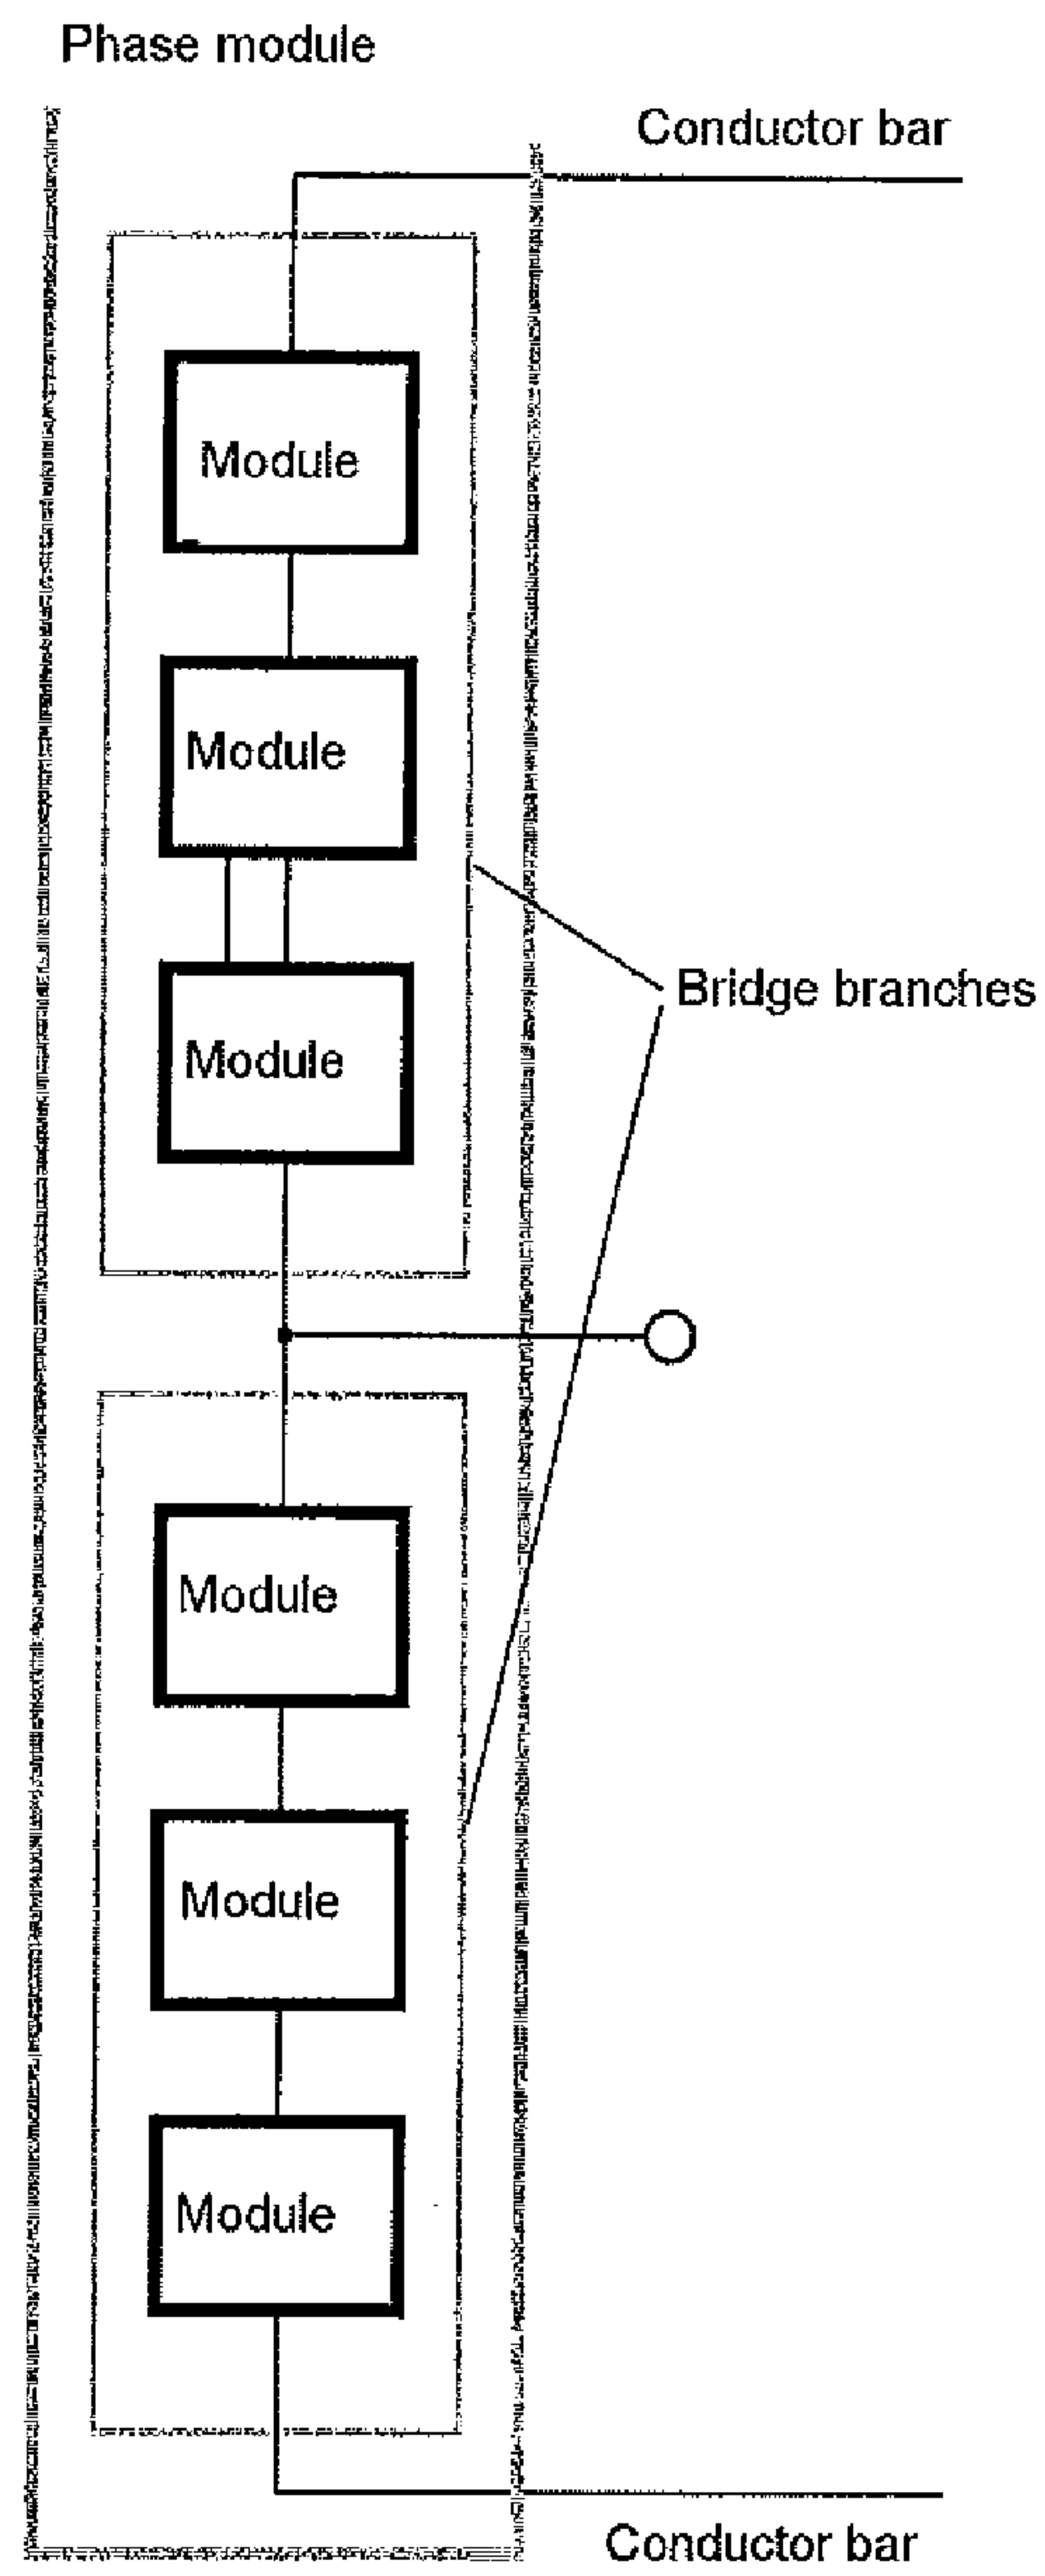 Phase module
Conductor bar
Module
Module
Bridge branches
Module
Module
Module
Module
Conductor bar